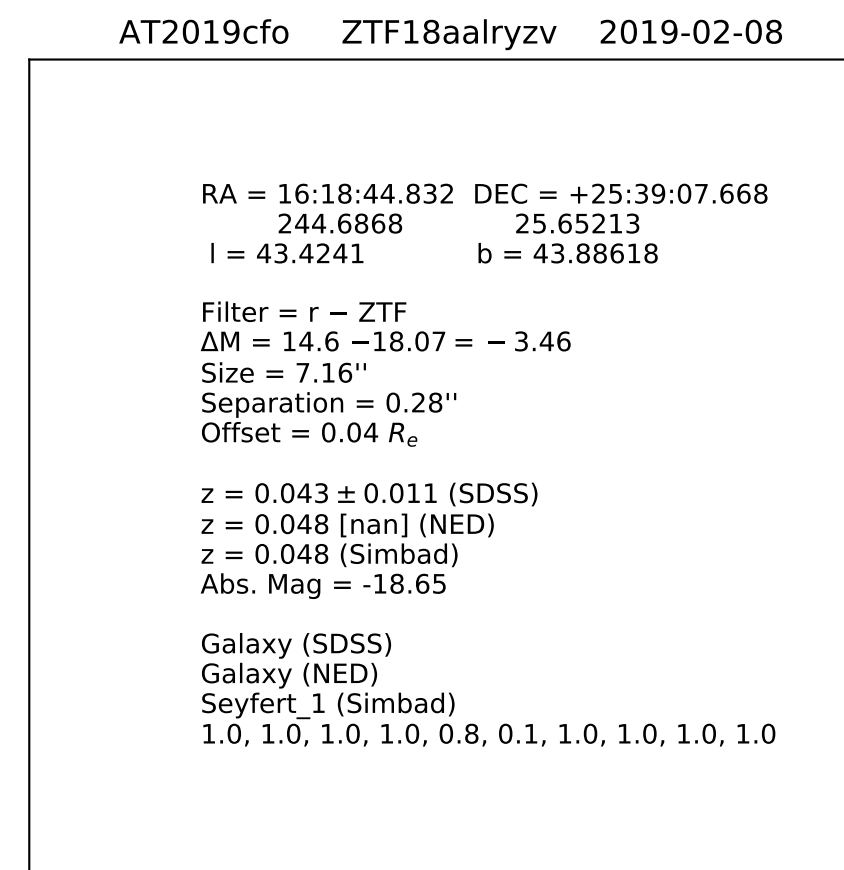 AT2019cfo ZTF18aalryzv 2019-02-08
RA = 16:18:44.832 DEC = +25:39:07.668
244.6868 25.65213
l = 43.4241 b = 43.88618
Filter = r − ZTF
ΔM = 14.6 −18.07 = − 3.46
Size = 7.16''
Separation = 0.28''
Offset = 0.04 Rₑ
z = 0.043 ± 0.011 (SDSS)
z = 0.048 [nan] (NED)
z = 0.048 (Simbad)
Abs. Mag = -18.65
Galaxy (SDSS)
Galaxy (NED)
Seyfert_1 (Simbad)
1.0, 1.0, 1.0, 1.0, 0.8, 0.1, 1.0, 1.0, 1.0, 1.0